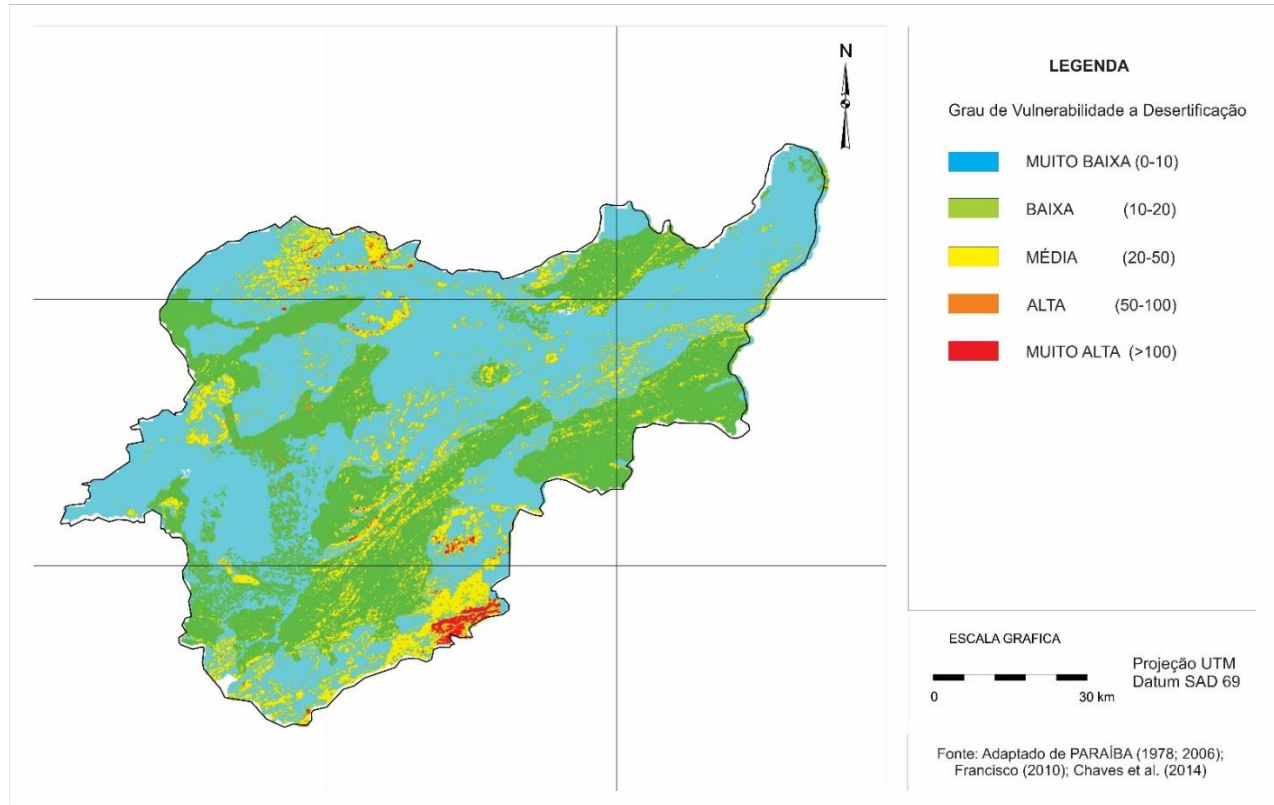 N
LEGENDA
Grau de Vulnerabilidade a Desertificação
MUITO BAIXA (0-10)
BAIXA (10-20)
MÉDIA (20-50)
ALTA (50-100)
MUITO ALTA (>100)
ESCALA GRAFICA
0 30 km
Projeção UTM
Datum SAD 69
Fonte: Adaptado de PARAÍBA (1978; 2006);
Francisco (2010); Chaves et al. (2014)